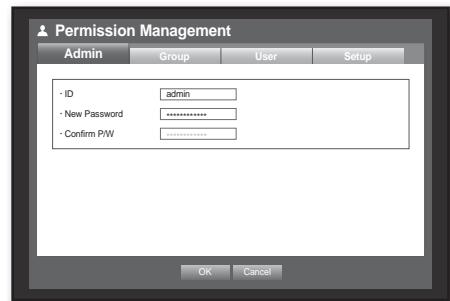 Permission Management
Admin Group User Setup
· ID admin
· New Password ************
· Confirm P/W ************
OK Cancel